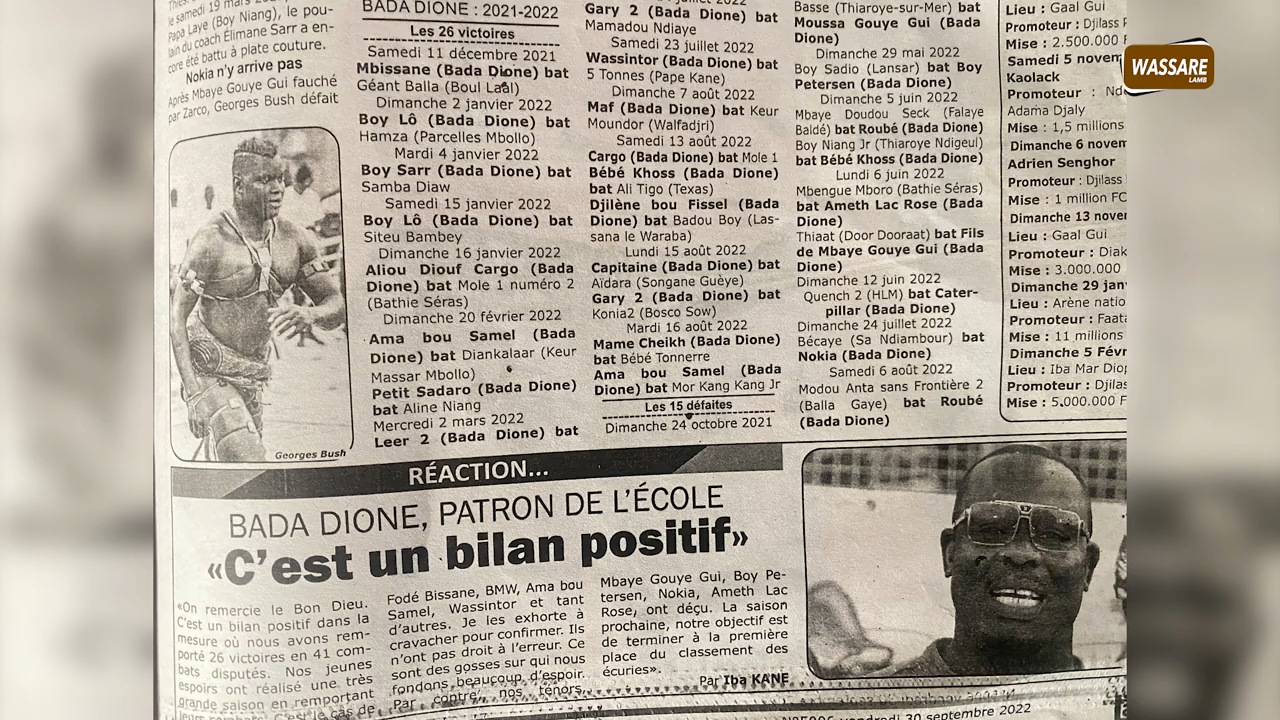 le samedi 19 mars
Papa Laye (Boy Niang), le pou-
lain du coach Élimane Sarr a en-
core été battu à plate couture.
Nokia n'y arrive pas
Après Mbaye Gouye Gui fauché
par Zarco, Georges Bush défait
Georges Bush
BADA DIONE : 2021-2022
Les 26 victoires
Samedi 11 décembre 2021
Mbissane (Bada Dione) bat
Géant Balla (Boul Laal)
Dimanche 2 janvier 2022
Boy Lô (Bada Dione) bat
Hamza (Parcelles Mbollo)
Mardi 4 janvier 2022
Boy Sarr (Bada Dione) bat
Samba Diaw
Samedi 15 janvier 2022
Boy Lô (Bada Dione) bat
Siteu Bambey
Dimanche 16 janvier 2022
Aliou Diouf Cargo (Bada
Dione) bat Mole 1 numéro 2
(Bathie Séras)
Dimanche 20 février 2022
Ama bou Samel (Bada
Dione) bat Diankalaar (Keur
Massar Mbollo)
Petit Sadaro (Bada Dione)
bat Aline Niang
Mercredi 2 mars 2022
Leer 2 (Bada Dione) bat
juillet 2022
Gary 2 (Bada Dione) bat
Mamadou Ndiaye
Samedi 23 juillet 2022
Wassintor (Bada Dione) bat
5 Tonnes (Pape Kane)
Dimanche 7 août 2022
Maf (Bada Dione) bat Keur
Moundor (Walfadjri)
Samedi 13 août 2022
Cargo (Bada Dione) bat Mole 1
Bébé Khoss (Bada Dione)
bat Ali Tigo (Texas)
Djilène bou Fissel (Bada
Dione) bat Badou Boy (Las-
sana le Waraba)
Lundi 15 août 2022
Capitaine (Bada Dione) bat
Aïdara (Songane Guèye)
Gary 2 (Bada Dione) bat
Konia2 (Bosco Sow)
Mardi 16 août 2022
Mame Cheikh (Bada Dione)
bat Bébé Tonnerre
Ama bou Samel (Bada
Dione) bat Mor Kang Kang Jr
Les 15 défaites
Dimanche 24 octobre 2021
Basse (Thiaroye-sur-Mer) bat
Moussa Gouye Gui (Bada
Dione)
Dimanche 29 mai 2022
Boy Sadio (Lansar) bat Boy
Petersen (Bada Dione)
Dimanche 5 juin 2022
Mbaye Doudou Seck (Falaye
Baldé) bat Roubé (Bada Dione)
Boy Niang Jr (Thiaroye Ndigeul)
bat Bébé Khoss (Bada Dione)
Lundi 6 juin 2022
Mbengue Mboro (Bathie Séras)
bat Ameth Lac Rose (Bada
Dione)
Thiaat (Door Dooraat) bat Fils
de Mbaye Gouye Gui (Bada
Dione)
Dimanche 12 juin 2022
Quench 2 (HLM) bat Cater-
pillar (Bada Dione)
Dimanche 24 juillet 2022
Bécaye (Sa Ndiambour) bat
Nokia (Bada Dione)
Samedi 6 août 2022
Modou Anta sans Frontière 2
(Balla Gaye) bat Roubé
(Bada Dione)
Lieu : Gaal Gui
Promoteur : Djilass
Mise : 2.500.000 F
Samedi 5 novem
Kaolack
Promoteur :
Adama Djaly
Mise : 1,5 millions
Dimanche 6 novem
Adrien Senghor
Promoteur : Djilass
Mise : 1 million FC
Dimanche 13 nover
Lieu : Gaal Gui
Promoteur : Diak
Mise : 3.000.000
Dimanche 29 jan
Lieu : Arène natio
Promoteur : Faata
Mise : 11 millions
Dimanche 5 Févr
Lieu : Iba Mar Diop
Promoteur : Djilas
Mise : 5.000.000 F
WASSARE
LAMB
RÉACTION...
BADA DIONE, PATRON DE L'ÉCOLE
«C'est un bilan positif»
«On remercie le Bon Dieu.
C'est un bilan positif dans la
mesure où nous avons rem-
porté 26 victoires en 41 com-
bats disputés. Nos jeunes
espoirs ont réalisé une très
grande saison en remportant
leurs combats. C'est le cas de
Fodé Bissane, BMW, Ama bou
Samel, Wassintor et tant
d'autres. Je les exhorte à
cravacher pour confirmer. Ils
n'ont pas droit à l'erreur. Ce
sont des gosses sur qui nous
fondons beaucoup d'espoir.
Par contre, nos ténors,
Mbaye Gouye Gui, Boy Pe-
tersen, Nokia, Ameth Lac
Rose, ont déçu. La saison
prochaine, notre objectif est
de terminer à la première
place du classement des
écuries».
Par Iba KANE
vendredi 30 septembre 2022